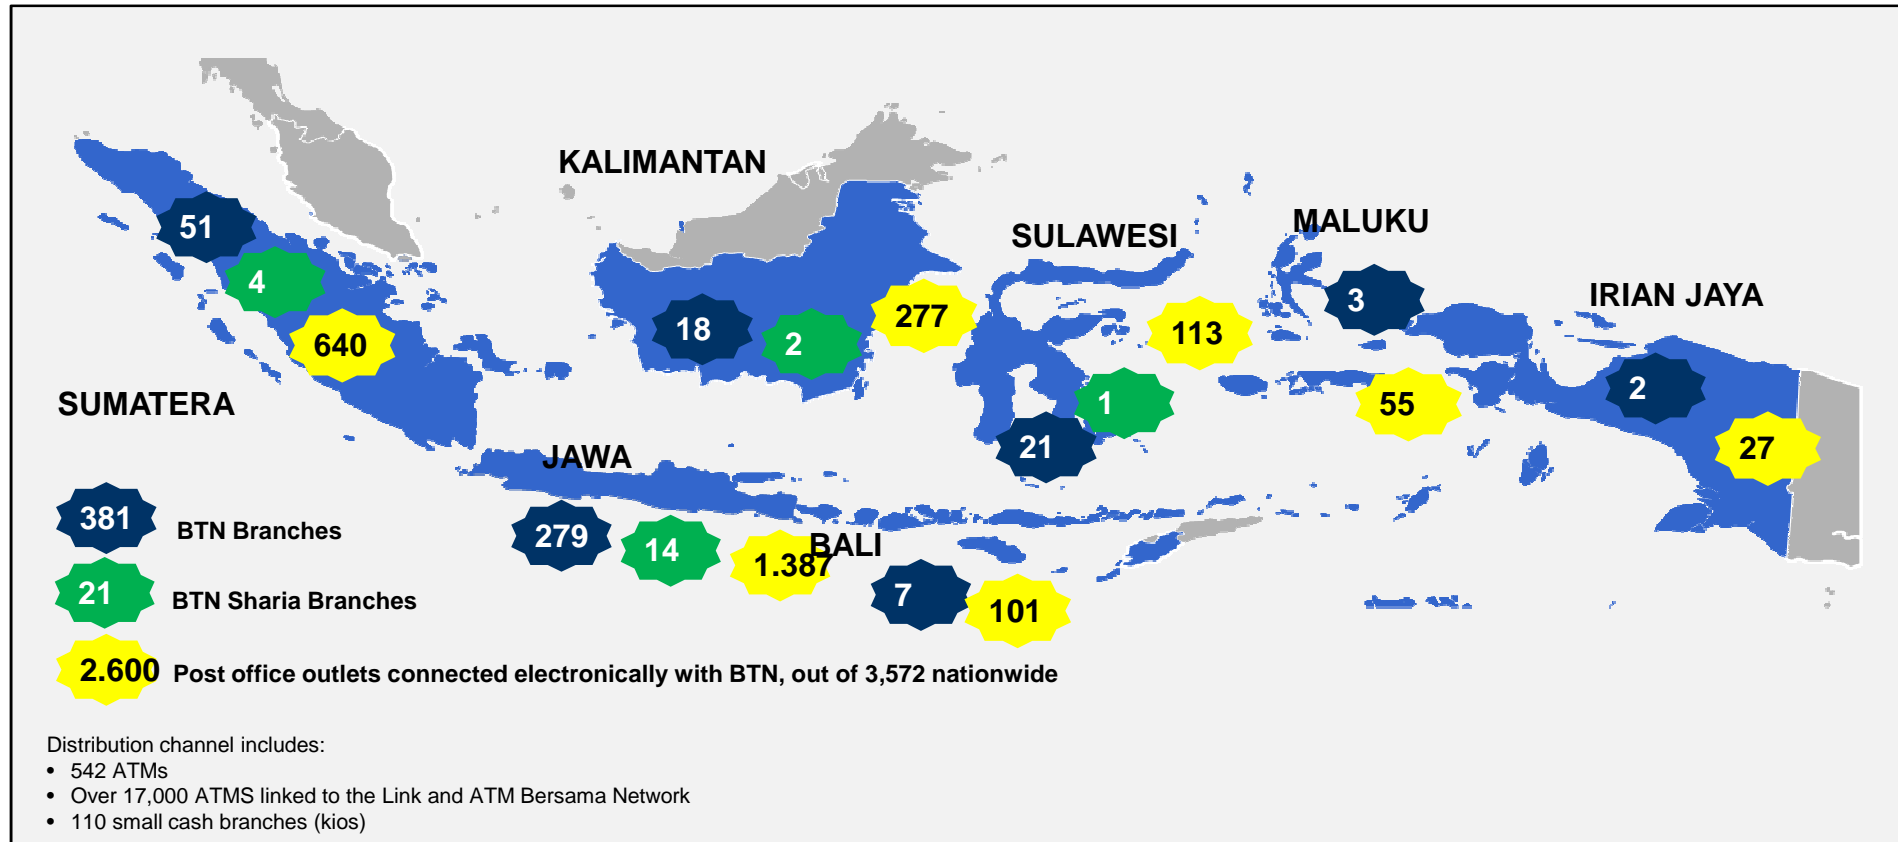 KALIMANTAN
MALUKU
SULAWESI
IRIAN JAYA
51
4
640
18
2
277
113
3
55
1
21
2
27
SUMATERA
JAWA
279
14
1.387
BALI
7
101
381 BTN Branches
21 BTN Sharia Branches
2.600 Post office outlets connected electronically with BTN, out of 3,572 nationwide
Distribution channel includes:
• 542 ATMs
• Over 17,000 ATMS linked to the Link and ATM Bersama Network
• 110 small cash branches (kios)